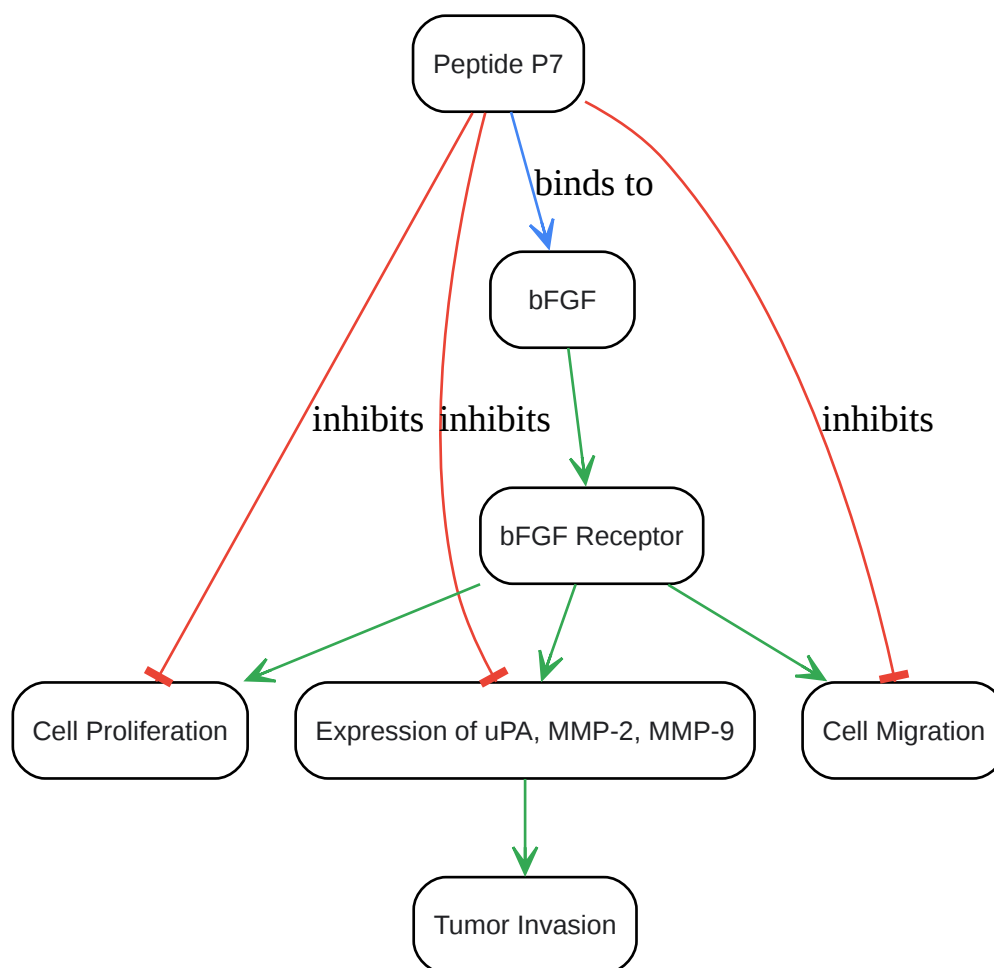 Peptide P7
binds to
bFGF
inhibits
inhibits
inhibits
bFGF Receptor
Cell Proliferation
Expression of uPA, MMP-2, MMP-9
Cell Migration
Tumor Invasion